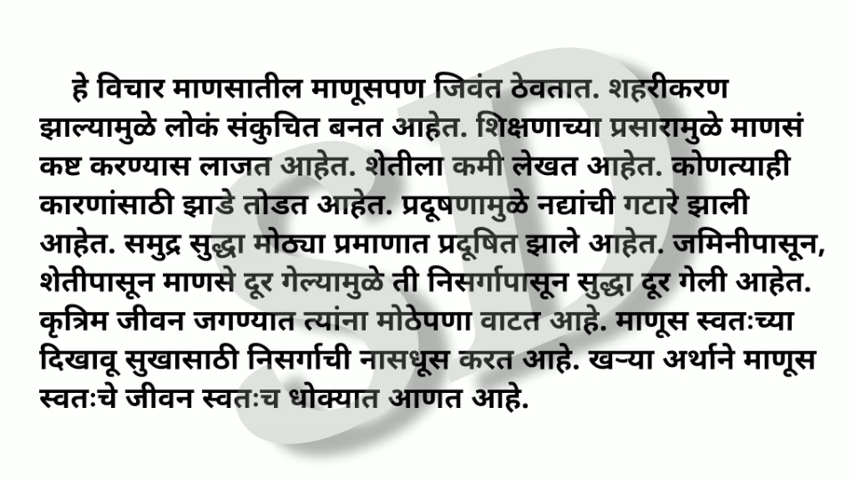 हे विचार माणसातील माणूसपण जिवंत ठेवतात. शहरीकरण
झाल्यामुळे लोकं संकुचित बनत आहेत. शिक्षणाच्या प्रसारामुळे माणसं
कष्ट करण्यास लाजत आहेत. शेतीला कमी लेखत आहेत. कोणत्याही
कारणांसाठी झाडे तोडत आहेत. प्रदूषणामुळे नद्यांची गटारे झाली
आहेत. समुद्र सुद्धा मोठ्या प्रमाणात प्रदूषित झाले आहेत. जमिनीपासून,
शेतीपासून माणसे दूर गेल्यामुळे ती निसर्गापासून सुद्धा दूर गेली आहेत.
कृत्रिम जीवन जगण्यात त्यांना मोठेपणा वाटत आहे. माणूस स्वतःच्या
दिखावू सुखासाठी निसर्गाची नासधूस करत आहे. खऱ्या अर्थाने माणूस
स्वतःचे जीवन स्वतःच धोक्यात आणत आहे.
SD